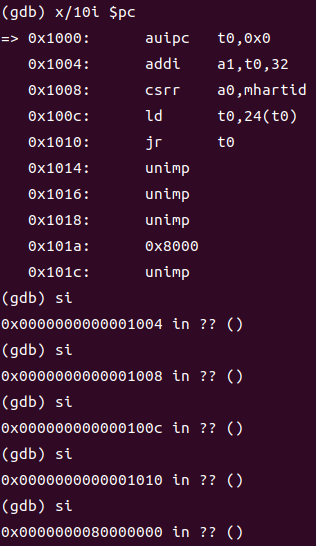 (gdb) x/10i $pc
=> 0x1000: auipc t0,0x0
0x1004: addi a1,t0,32
0x1008: csrr a0,mhartid
0x100c: ld t0,24(t0)
0x1010: jr t0
0x1014: unimp
0x1016: unimp
0x1018: unimp
0x101a: 0x8000
0x101c: unimp
(gdb) si
0x0000000000001004 in ?? ()
(gdb) si
0x0000000000001008 in ?? ()
(gdb) si
0x000000000000100c in ?? ()
(gdb) si
0x0000000000001010 in ?? ()
(gdb) si
0x0000000080000000 in ?? ()